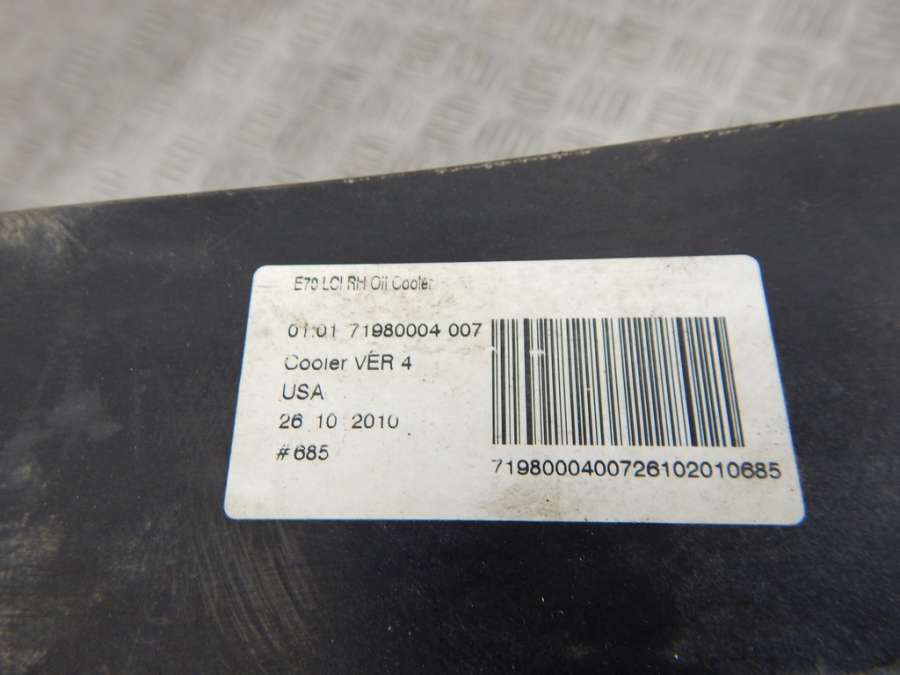 E70 LCI RH Oil Cooler
01:01 71980004 007
Cooler VER 4
USA
26 10 2010
#685
7198000400726102010685